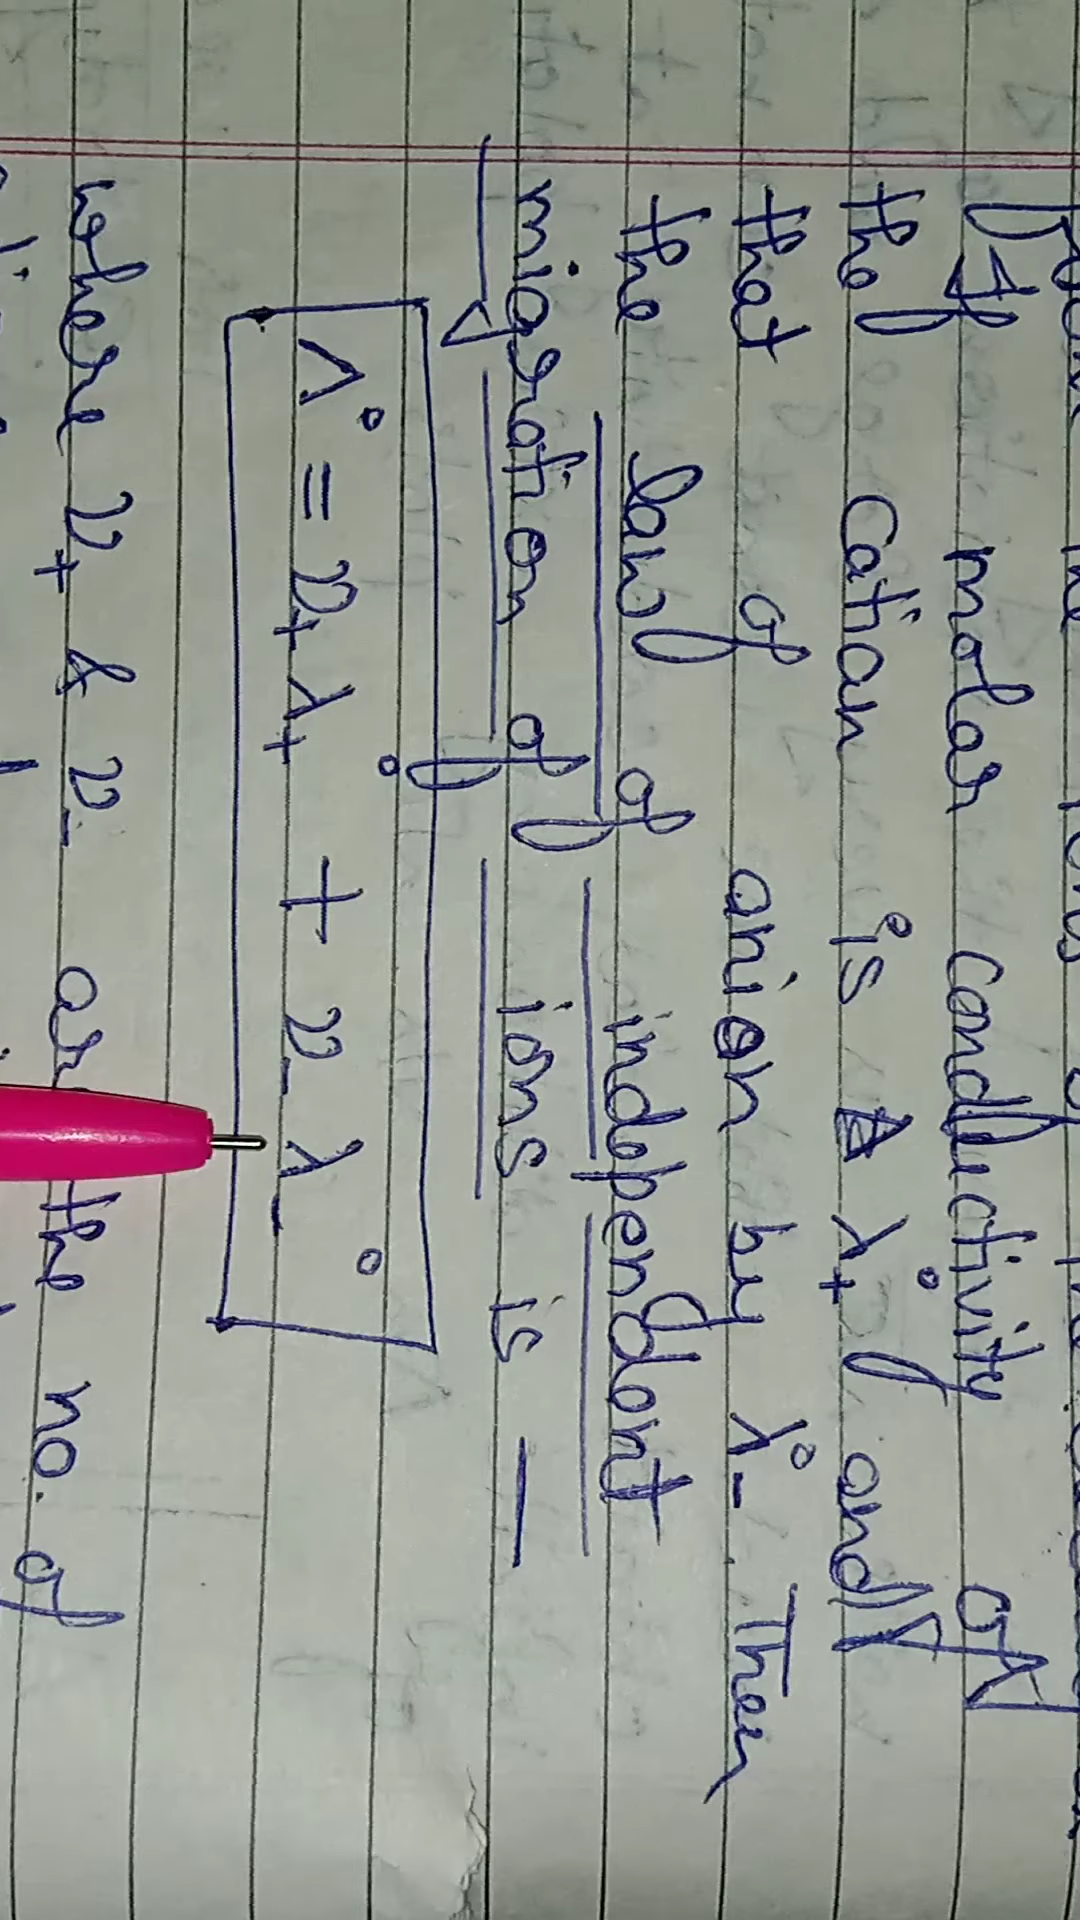 If molar conductivity of
the cation is λ°₊ and
that of anion by λ°₋ Then
the law of independent
migration of ions is —
Λ° = ν₊λ₊° + ν₋λ₋°
where ν₊ & ν₋ are the no. of